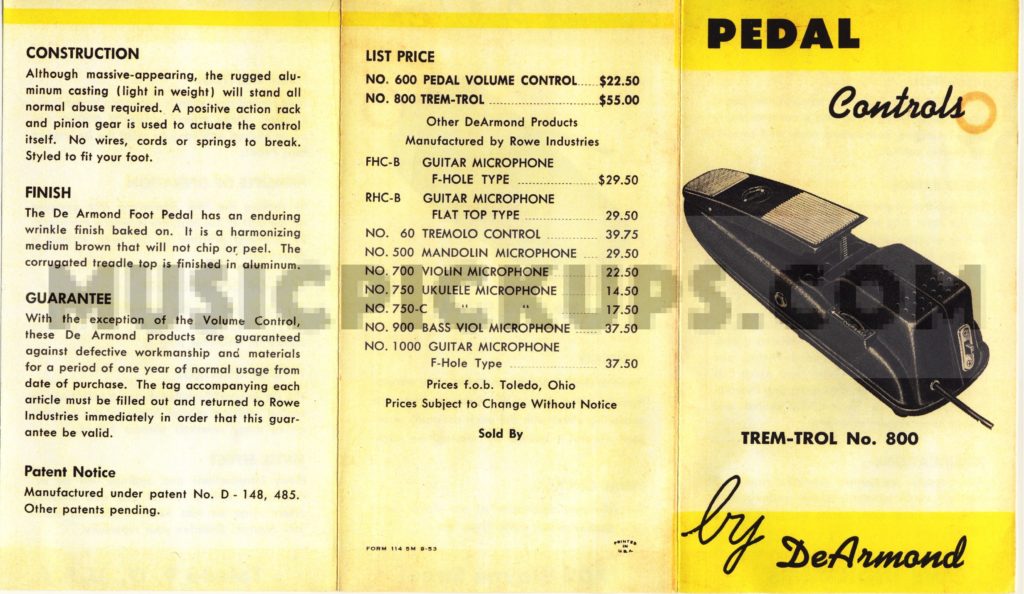 CONSTRUCTION
Although massive-appearing, the rugged alu-
minum casting (light in weight) will stand all
normal abuse required. A positive action rack
and pinion gear is used to actuate the control
itself. No wires, cords or springs to break.
Styled to fit your foot.
FINISH
The De Armond Foot Pedal has an enduring
wrinkle finish baked on. It is a harmonizing
medium brown that will not chip or peel. The
corrugated treadle top is finished in aluminum.
GUARANTEE
With the exception of the Volume Control,
these De Armond products are guaranteed
against defective workmanship and materials
for a period of one year of normal usage from
date of purchase. The tag accompanying each
article must be filled out and returned to Rowe
Industries immediately in order that this guar-
antee be valid.
Patent Notice
Manufactured under patent No. D - 148, 485.
Other patents pending.
LIST PRICE
NO. 600 PEDAL VOLUME CONTROL $22.50
NO. 800 TREM-TROL $55.00
Other DeArmond Products
Manufactured by Rowe Industries
FHC-B GUITAR MICROPHONE
F-HOLE TYPE $29.50
RHC-B GUITAR MICROPHONE
FLAT TOP TYPE 29.50
NO. 60 TREMOLO CONTROL 39.75
NO. 500 MANDOLIN MICROPHONE 29.50
NO. 700 VIOLIN MICROPHONE 22.50
NO. 750 UKULELE MICROPHONE 14.50
NO. 750-C " " 17.50
NO. 900 BASS VIOL MICROPHONE 37.50
NO. 1000 GUITAR MICROPHONE
F-Hole Type 37.50
Prices f.o.b. Toledo, Ohio
Prices Subject to Change Without Notice
Sold By
FORM 114 5M 9-53
PRINTED
IN
U.S.A.
PEDAL
Controls
TREM-TROL No. 800
by
DeArmond
MUSICPICKUPS.COM